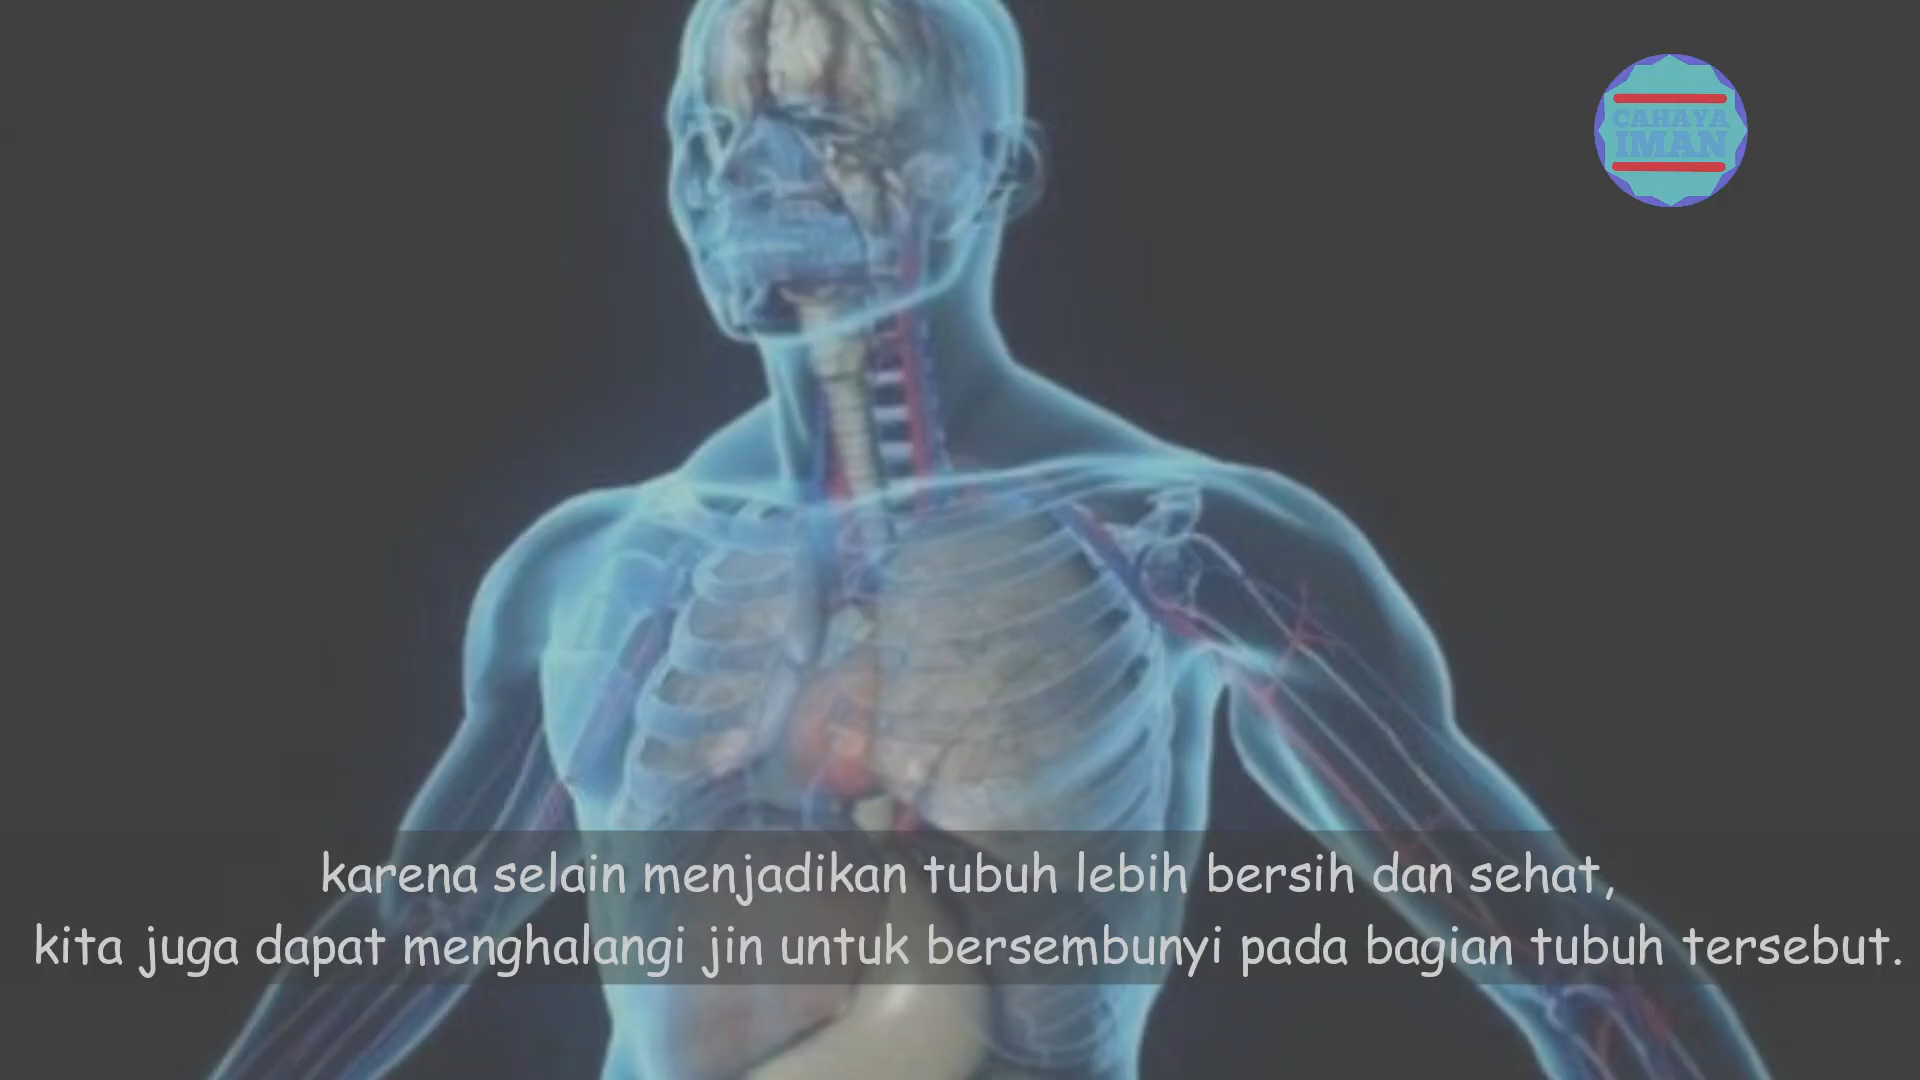 CAHAYA
IMAN
karena selain menjadikan tubuh lebih bersih dan sehat,
kita juga dapat menghalangi jin untuk bersembunyi pada bagian tubuh tersebut.